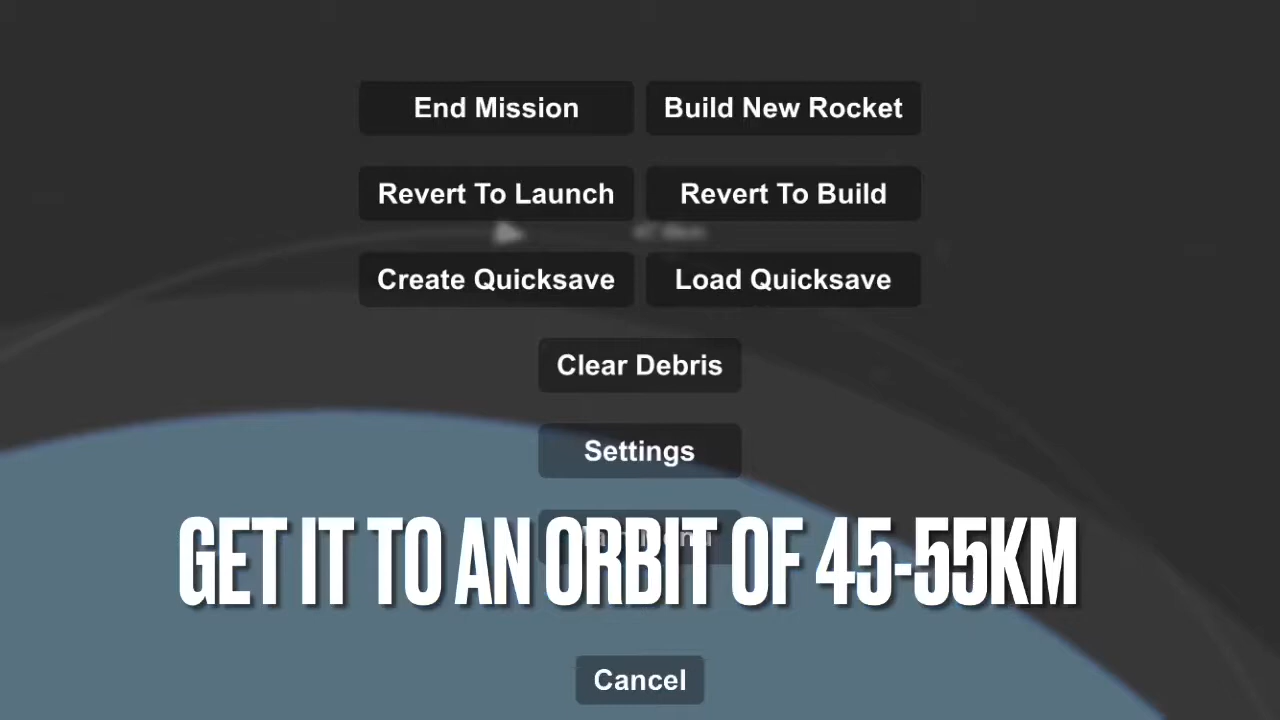 End Mission
Build New Rocket
Revert To Launch
Revert To Build
Create Quicksave
Load Quicksave
Clear Debris
Settings
GET IT TO AN ORBIT OF 45-55KM
Cancel